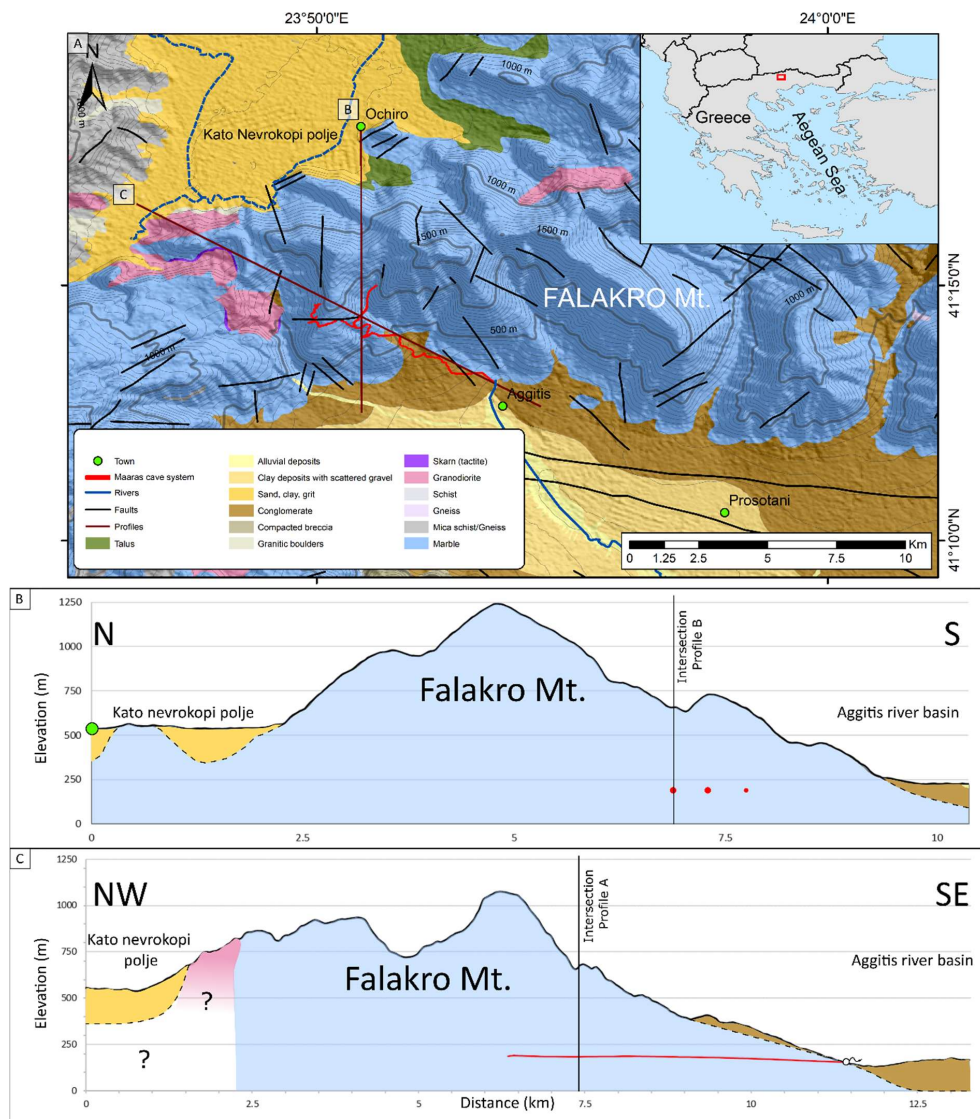 23°50'0"E
24°0'0"E
A
N
1000 m
B
Ochiro
Kato Nevrokopi polje
C
1000 m
1000 m
1500 m
1500 m
FALAKRO Mt.
1000 m
500 m
1000 m
Aggitis
Prosotani
Greece
Aegean Sea
41°15'0"N
41°10'0"N
Town
Maaras cave system
Rivers
Faults
Profiles
Talus
Alluvial deposits
Clay deposits with scattered gravel
Sand, clay, grit
Conglomerate
Compacted breccia
Granitic boulders
Skarn (tactite)
Granodiorite
Schist
Gneiss
Mica schist/Gneiss
Marble
Km
0 1.25 2.5 5 7.5 10
B
Elevation (m)
1250
1000
750
500
250
0
N
S
Kato nevrokopi polje
Falakro Mt.
Intersection
Profile B
Aggitis river basin
0 2.5 5 7.5 10
C
Elevation (m)
1250
1000
750
500
250
0
NW
SE
Kato nevrokopi
polje
?
?
Falakro Mt.
Intersection
Profile A
Aggitis river basin
0 2.5 5 7.5 10 12.5
Distance (km)